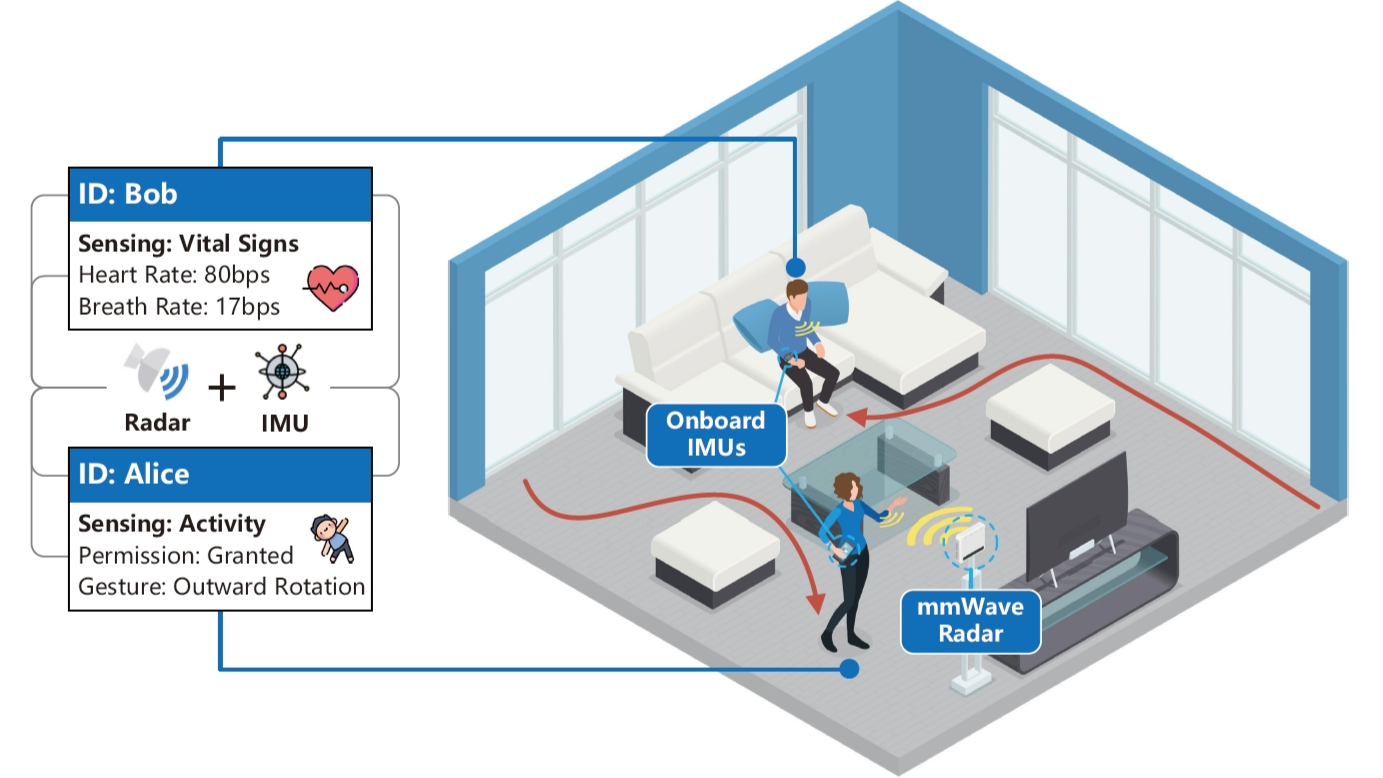 ID: Bob
Sensing: Vital Signs
Heart Rate: 80bps
Breath Rate: 17bps
Radar
+
IMU
ID: Alice
Sensing: Activity
Permission: Granted
Gesture: Outward Rotation
Onboard
IMUs
mmWave
Radar